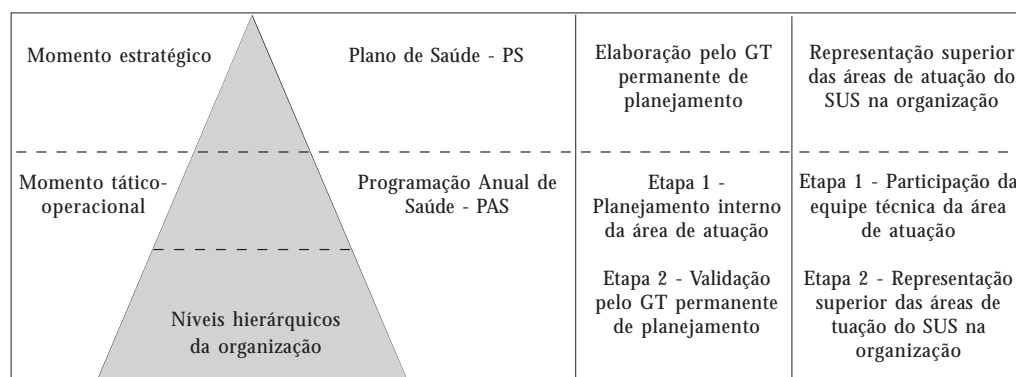 Momento estratégico
Plano de Saúde - PS
Elaboração pelo GT
permanente de
planejamento
Representação superior
das áreas de atuação do
SUS na organização
Momento tático-
operacional
Programação Anual de
Saúde - PAS
Etapa 1 -
Planejamento interno
da área de atuação
Etapa 1 - Participação da
equipe técnica da área
de atuação
Níveis hierárquicos
da organização
Etapa 2 - Validação
pelo GT permanente
de planejamento
Etapa 2 - Representação
superior das áreas de
tuação do SUS na
organização